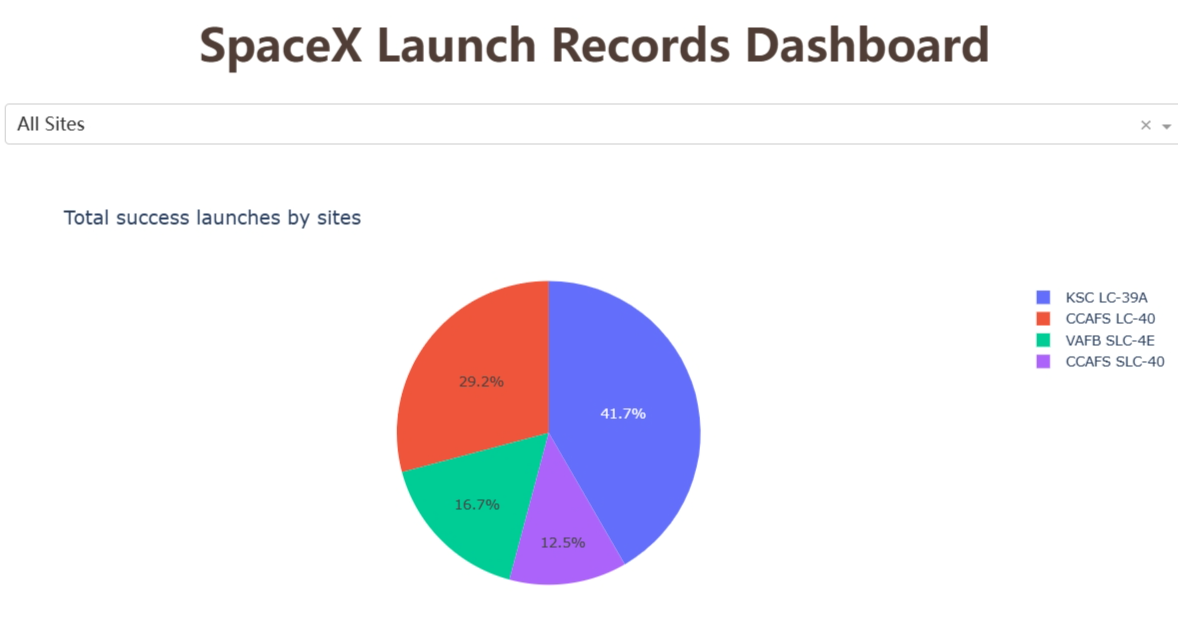 SpaceX Launch Records Dashboard
All Sites
Total success launches by sites
KSC LC-39A
CCAFS LC-40
VAFB SLC-4E
CCAFS SLC-40
29.2%
41.7%
16.7%
12.5%